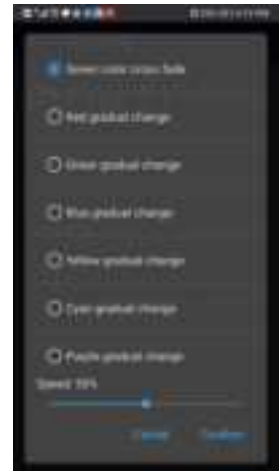 Seven color cross fade
Red gradual change
Green gradual change
Blue gradual change
Yellow gradual change
Cyan gradual change
Purple gradual change
Speed: 50%
Cancel Confirm